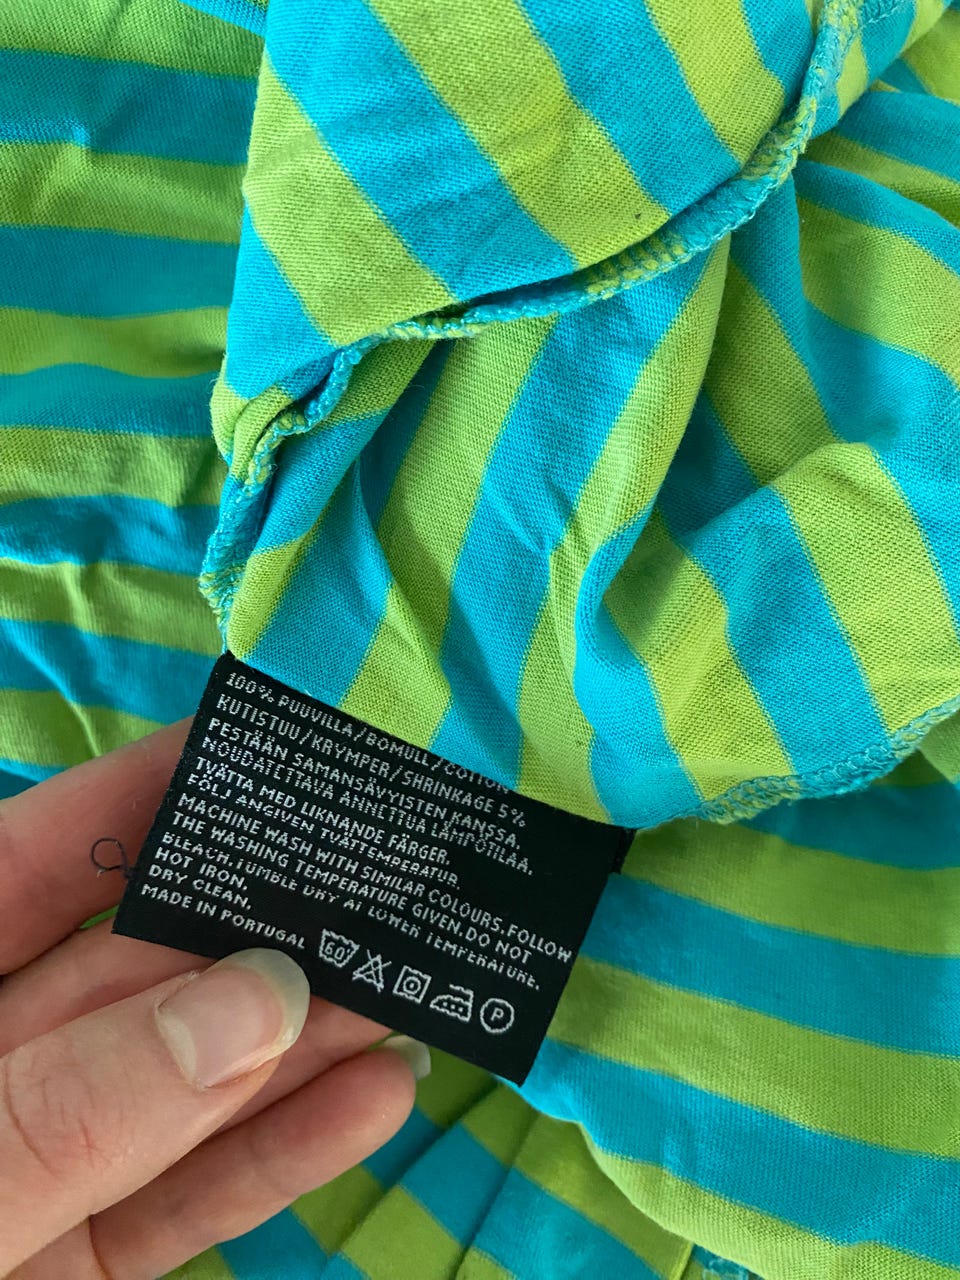 100% PUUVILLA/BOMULL/COTTON
KUTISTUU/KRYMPER/SHRINKAGE 5%
PESTÄÄN SAMANSÄVYISTEN KANSSA,
NOUDATETTAVA ANNETTUA LÄMPÖTILAA.
TVÄTTA MED LIKNANDE FÄRGER.
FÖLJ ANGIVEN TVÄTTEMPERATUR.
MACHINE WASH WITH SIMILAR COLOURS. FOLLOW
THE WASHING TEMPERATURE GIVEN. DO NOT
BLEACH. TUMBLE DRY AT LOWER TEMPERATURE.
HOT IRON.
DRY CLEAN.
MADE IN PORTUGAL
60° P